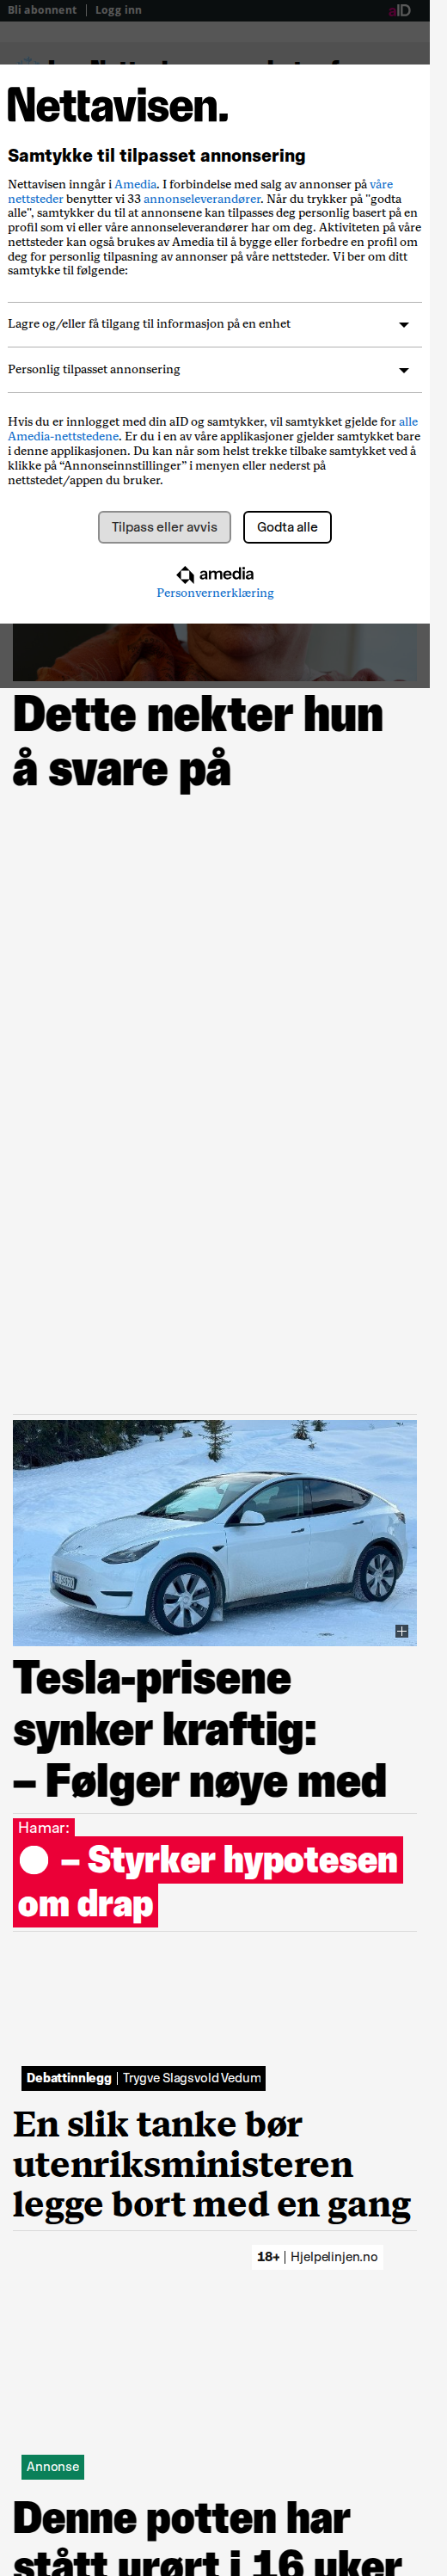 Bli abonnent | Logg inn
aID
Nettavisen.
Samtykke til tilpasset annonsering
Nettavisen inngår i Amedia. I forbindelse med salg av annonser på våre
nettsteder benytter vi 33 annonseleverandører. Når du trykker på "godta
alle", samtykker du til at annonsene kan tilpasses deg personlig basert på en
profil som vi eller våre annonseleverandører har om deg. Aktiviteten på våre
nettsteder kan også brukes av Amedia til å bygge eller forbedre en profil om
deg for personlig tilpasning av annonser på våre nettsteder. Vi ber om ditt
samtykke til følgende:
Lagre og/eller få tilgang til informasjon på en enhet
Personlig tilpasset annonsering
Hvis du er innlogget med din aID og samtykker, vil samtykket gjelde for alle
Amedia-nettstedene. Er du i en av våre applikasjoner gjelder samtykket bare
i denne applikasjonen. Du kan når som helst trekke tilbake samtykket ved å
klikke på “Annonseinnstillinger” i menyen eller nederst på
nettstedet/appen du bruker.
Tilpass eller avvis
Godta alle
amedia
Personvernerklæring
Dette nekter hun
å svare på
Tesla-prisene
synker kraftig:
– Følger nøye med
Hamar:
– Styrker hypotesen
om drap
Debattinnlegg | Trygve Slagsvold Vedum
En slik tanke bør
utenriksministeren
legge bort med en gang
18+ | Hjelpelinjen.no
Annonse
Denne potten har
stått urørt i 16 uker